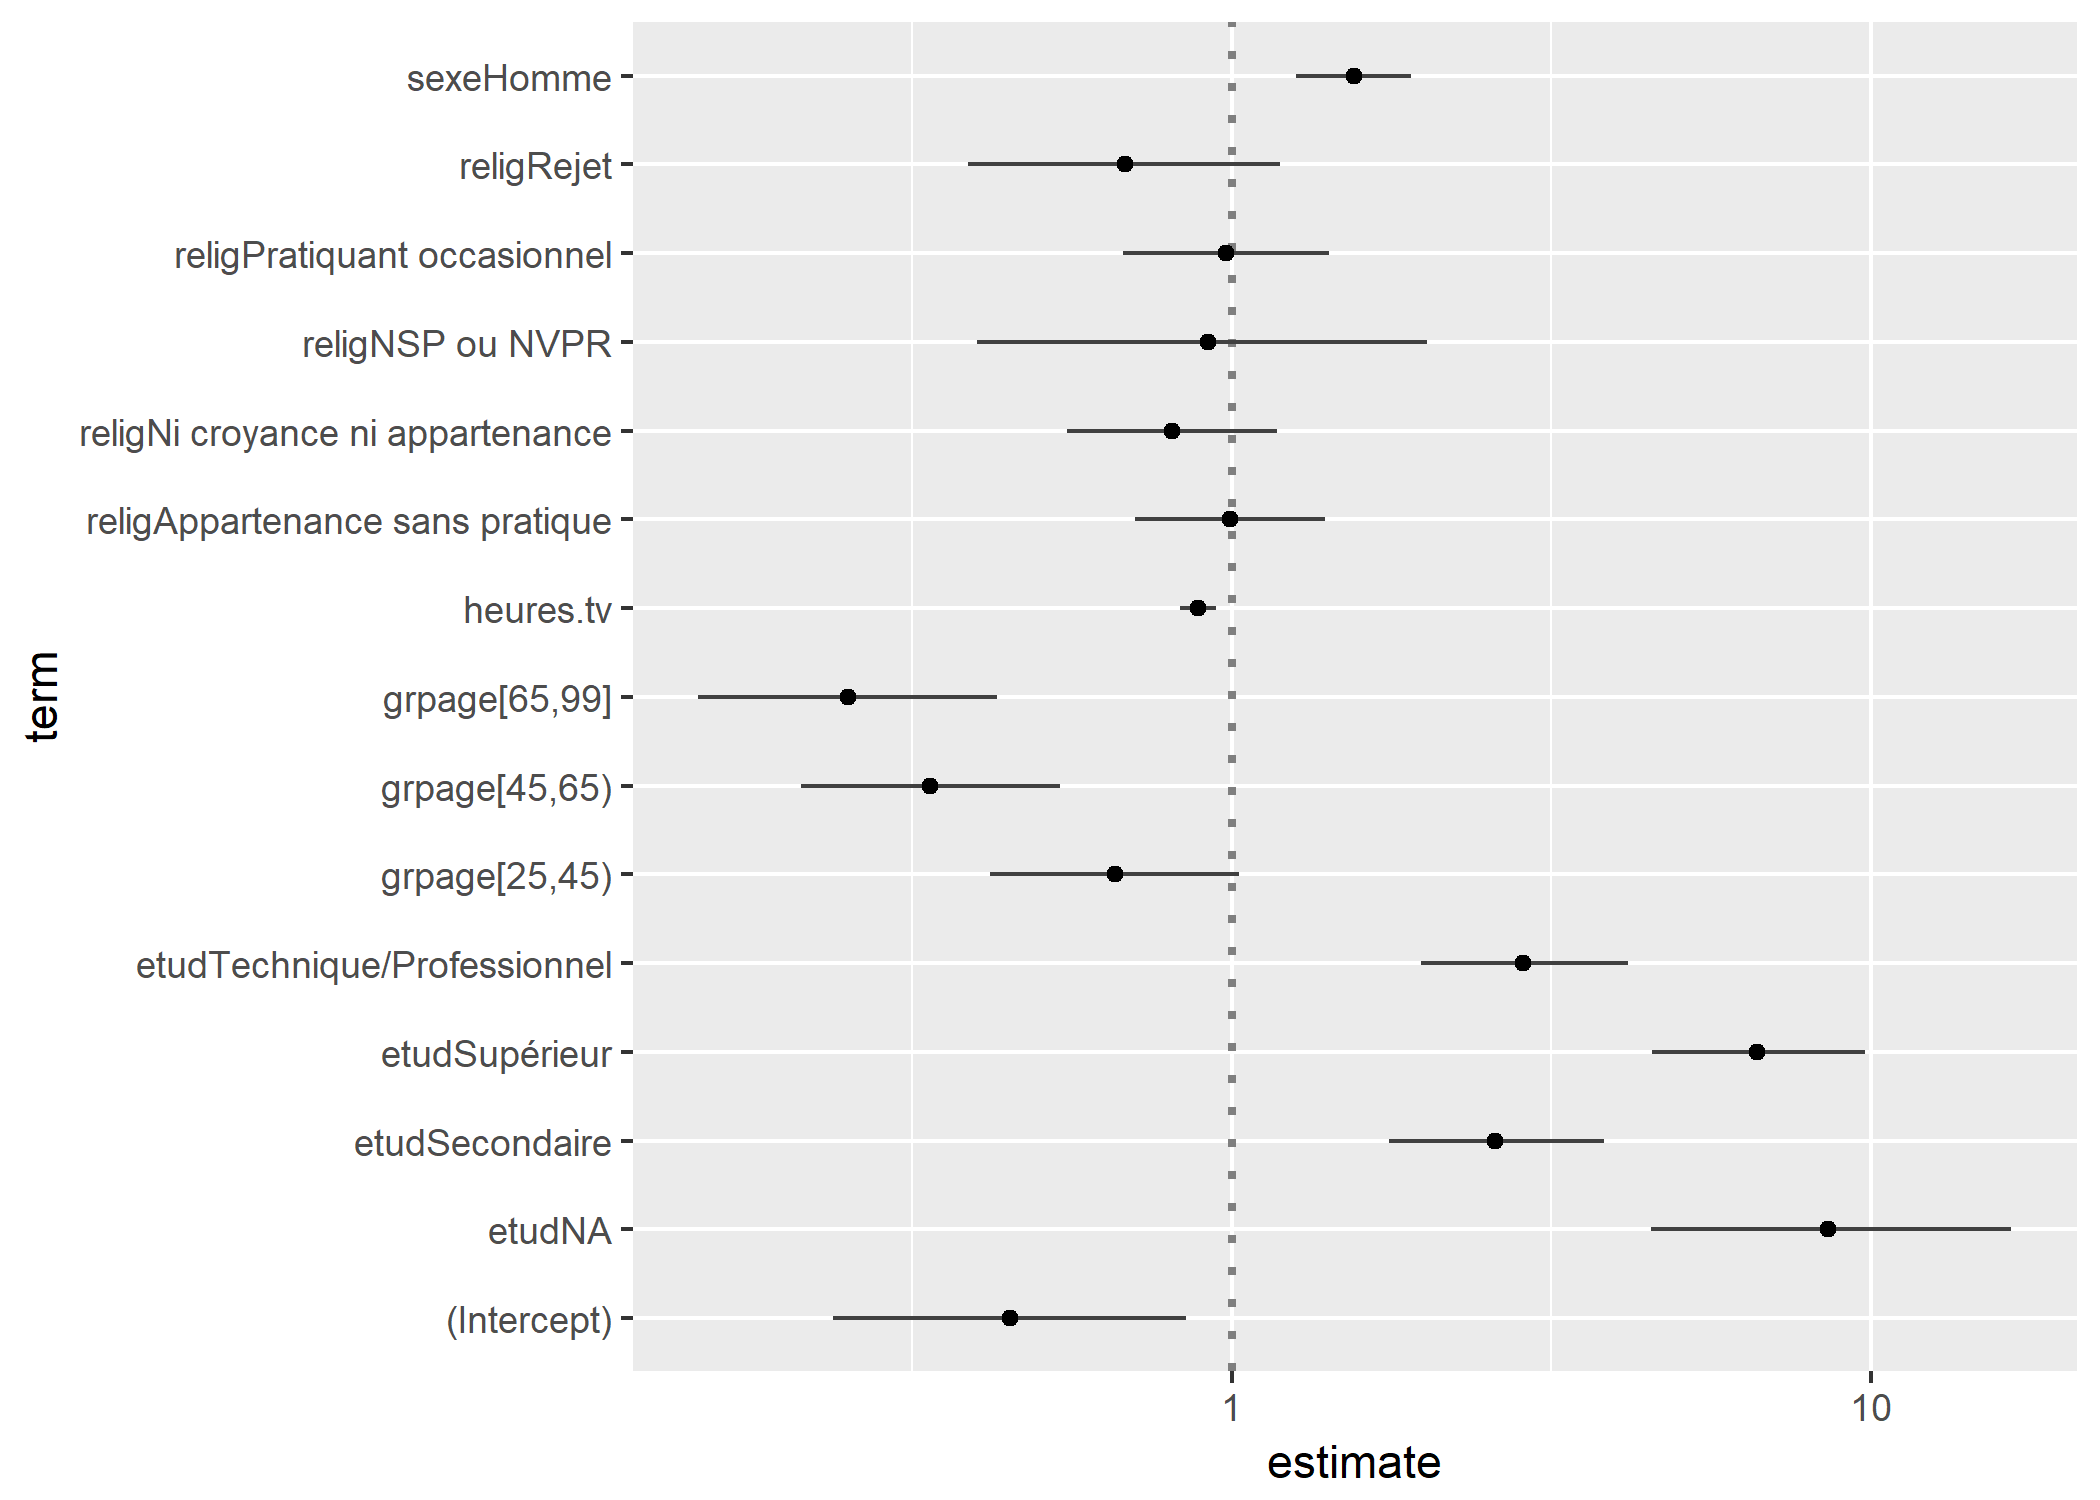 sexeHomme
religRejet
religPratiquant occasionnel
religNSP ou NVPR
religNi croyance ni appartenance
religAppartenance sans pratique
heures.tv
grpage[65,99]
grpage[45,65)
grpage[25,45)
etudTechnique/Professionnel
etudSupérieur
etudSecondaire
etudNA
(Intercept)
term
1
10
estimate